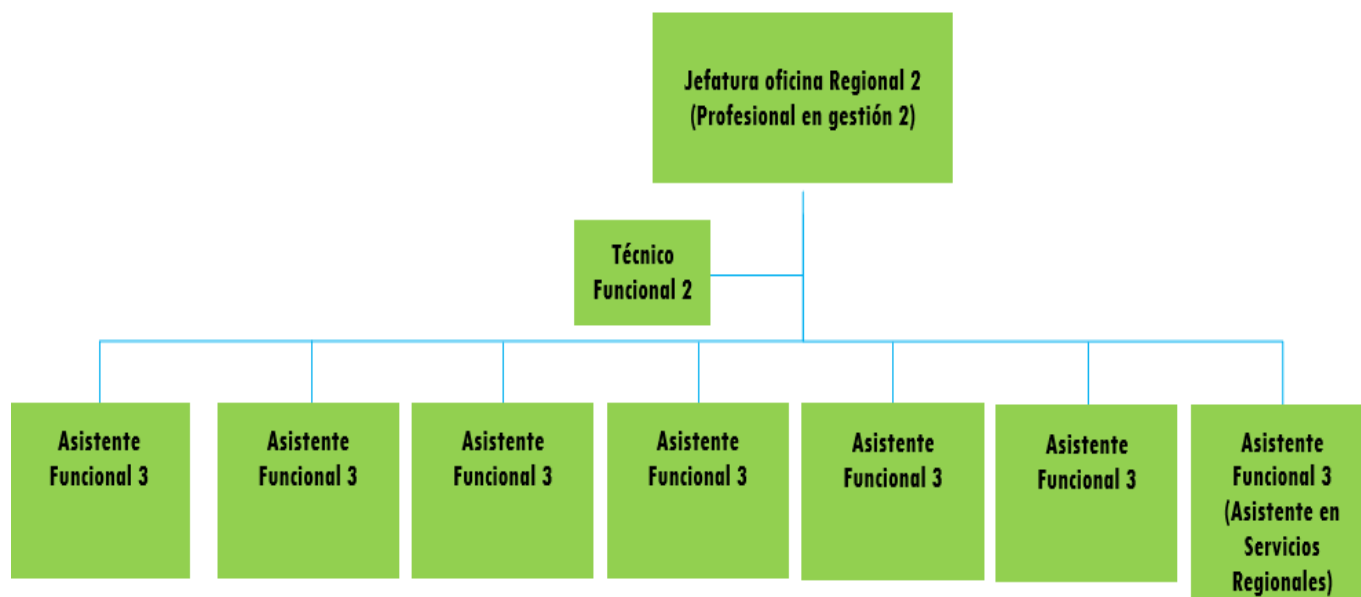 Jefatura oficina Regional 2
(Profesional en gestión 2)
Técnico
Funcional 2
Asistente
Funcional 3
Asistente
Funcional 3
Asistente
Funcional 3
Asistente
Funcional 3
Asistente
Funcional 3
Asistente
Funcional 3
Asistente
Funcional 3
(Asistente en
Servicios
Regionales)